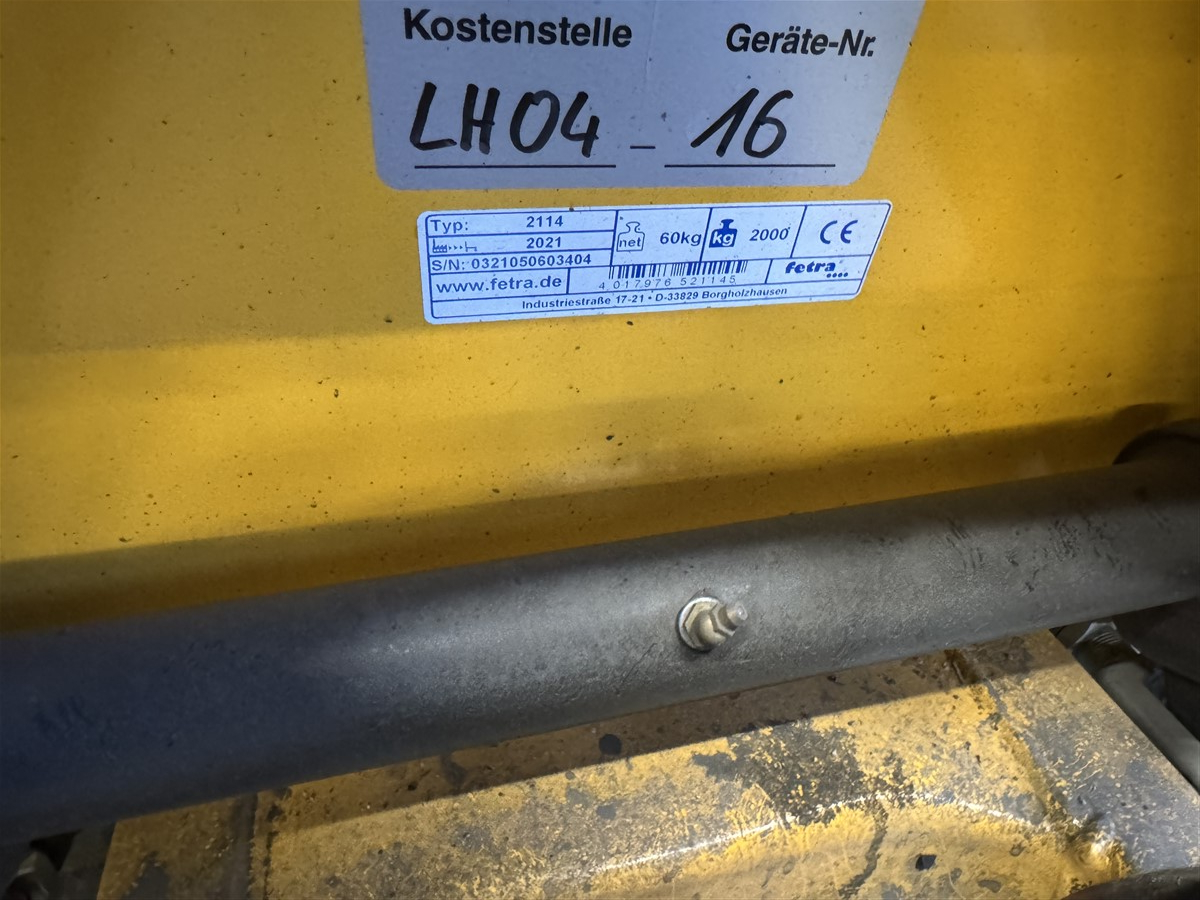 Kostenstelle Geräte-Nr.
LH04 - 16
Typ: 2114
2021
S/N: 0321050603404
net 60kg kg 2000 CE
www.fetra.de
4 017976 521145
fetra
Industriestraße 17-21 • D-33829 Borgholzhausen